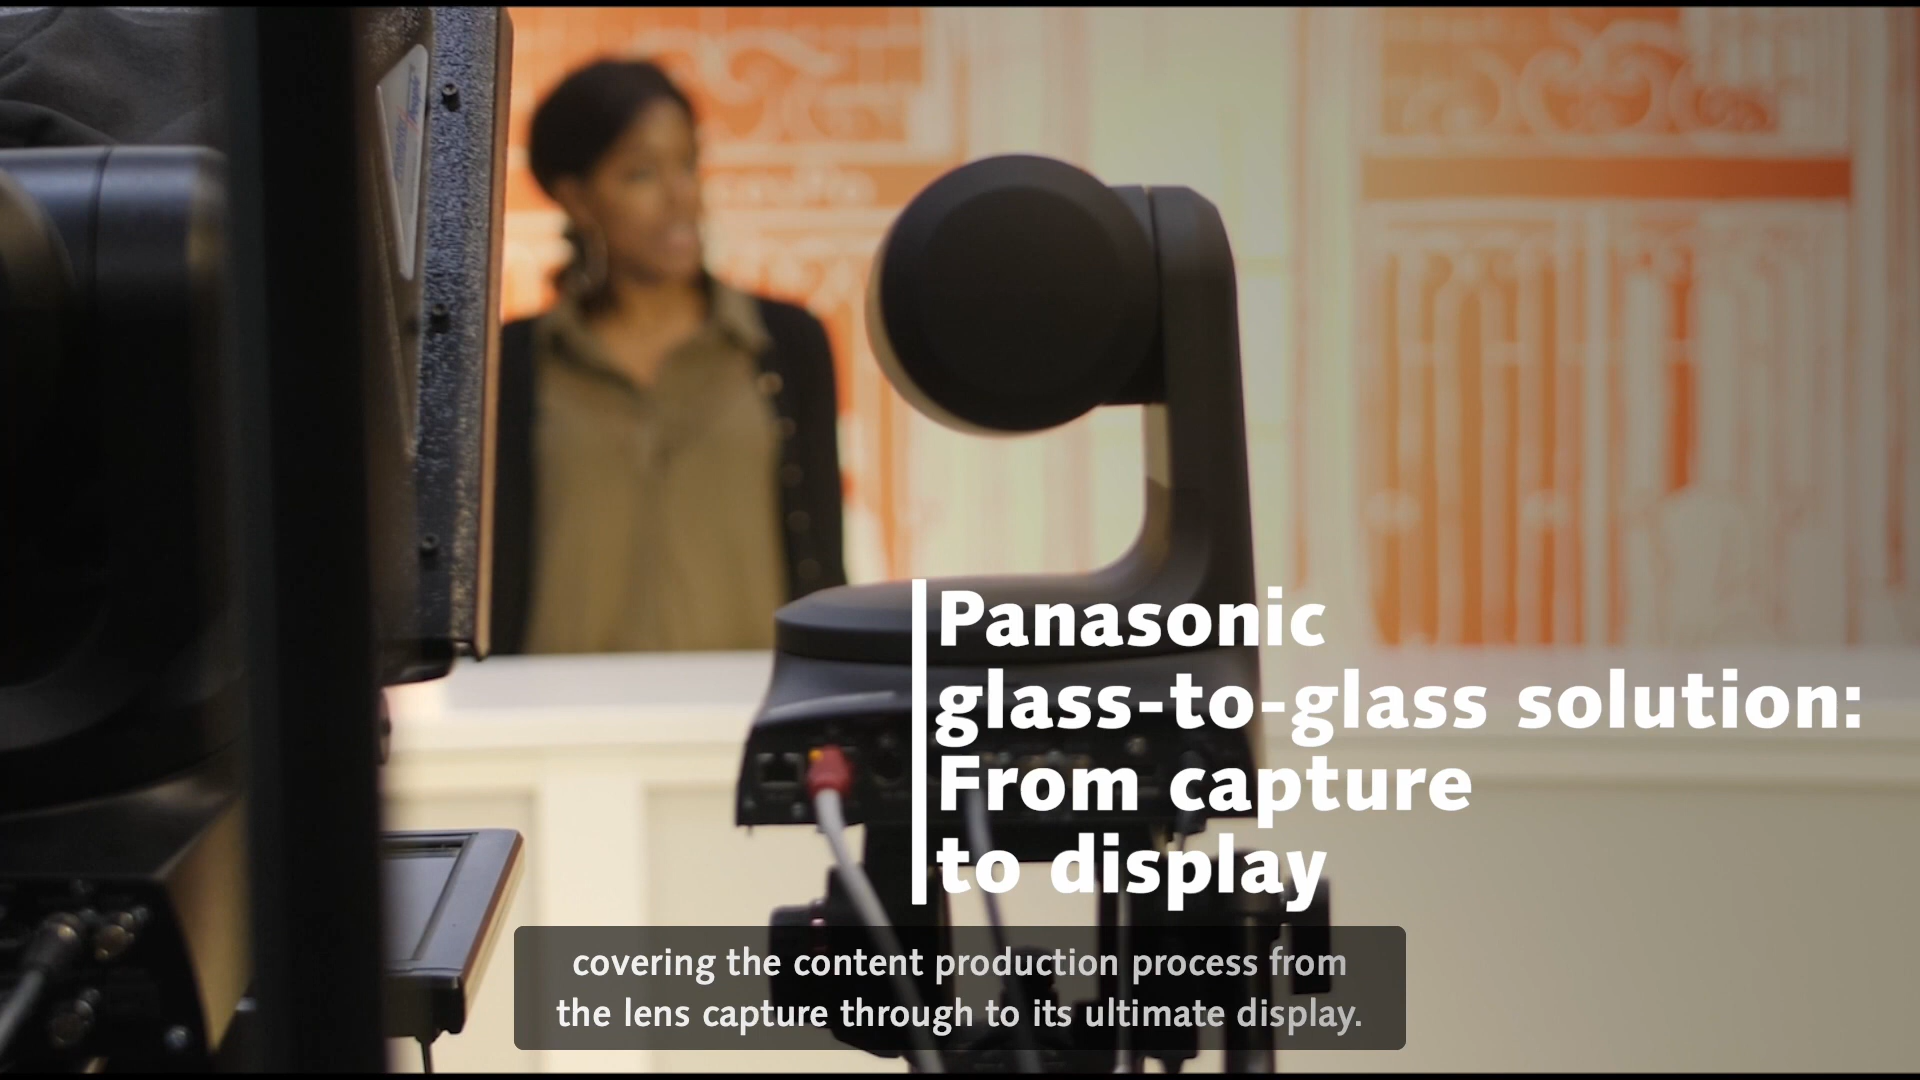 Panasonic
glass-to-glass solution:
From capture
to display
covering the content production process from
the lens capture through to its ultimate display.